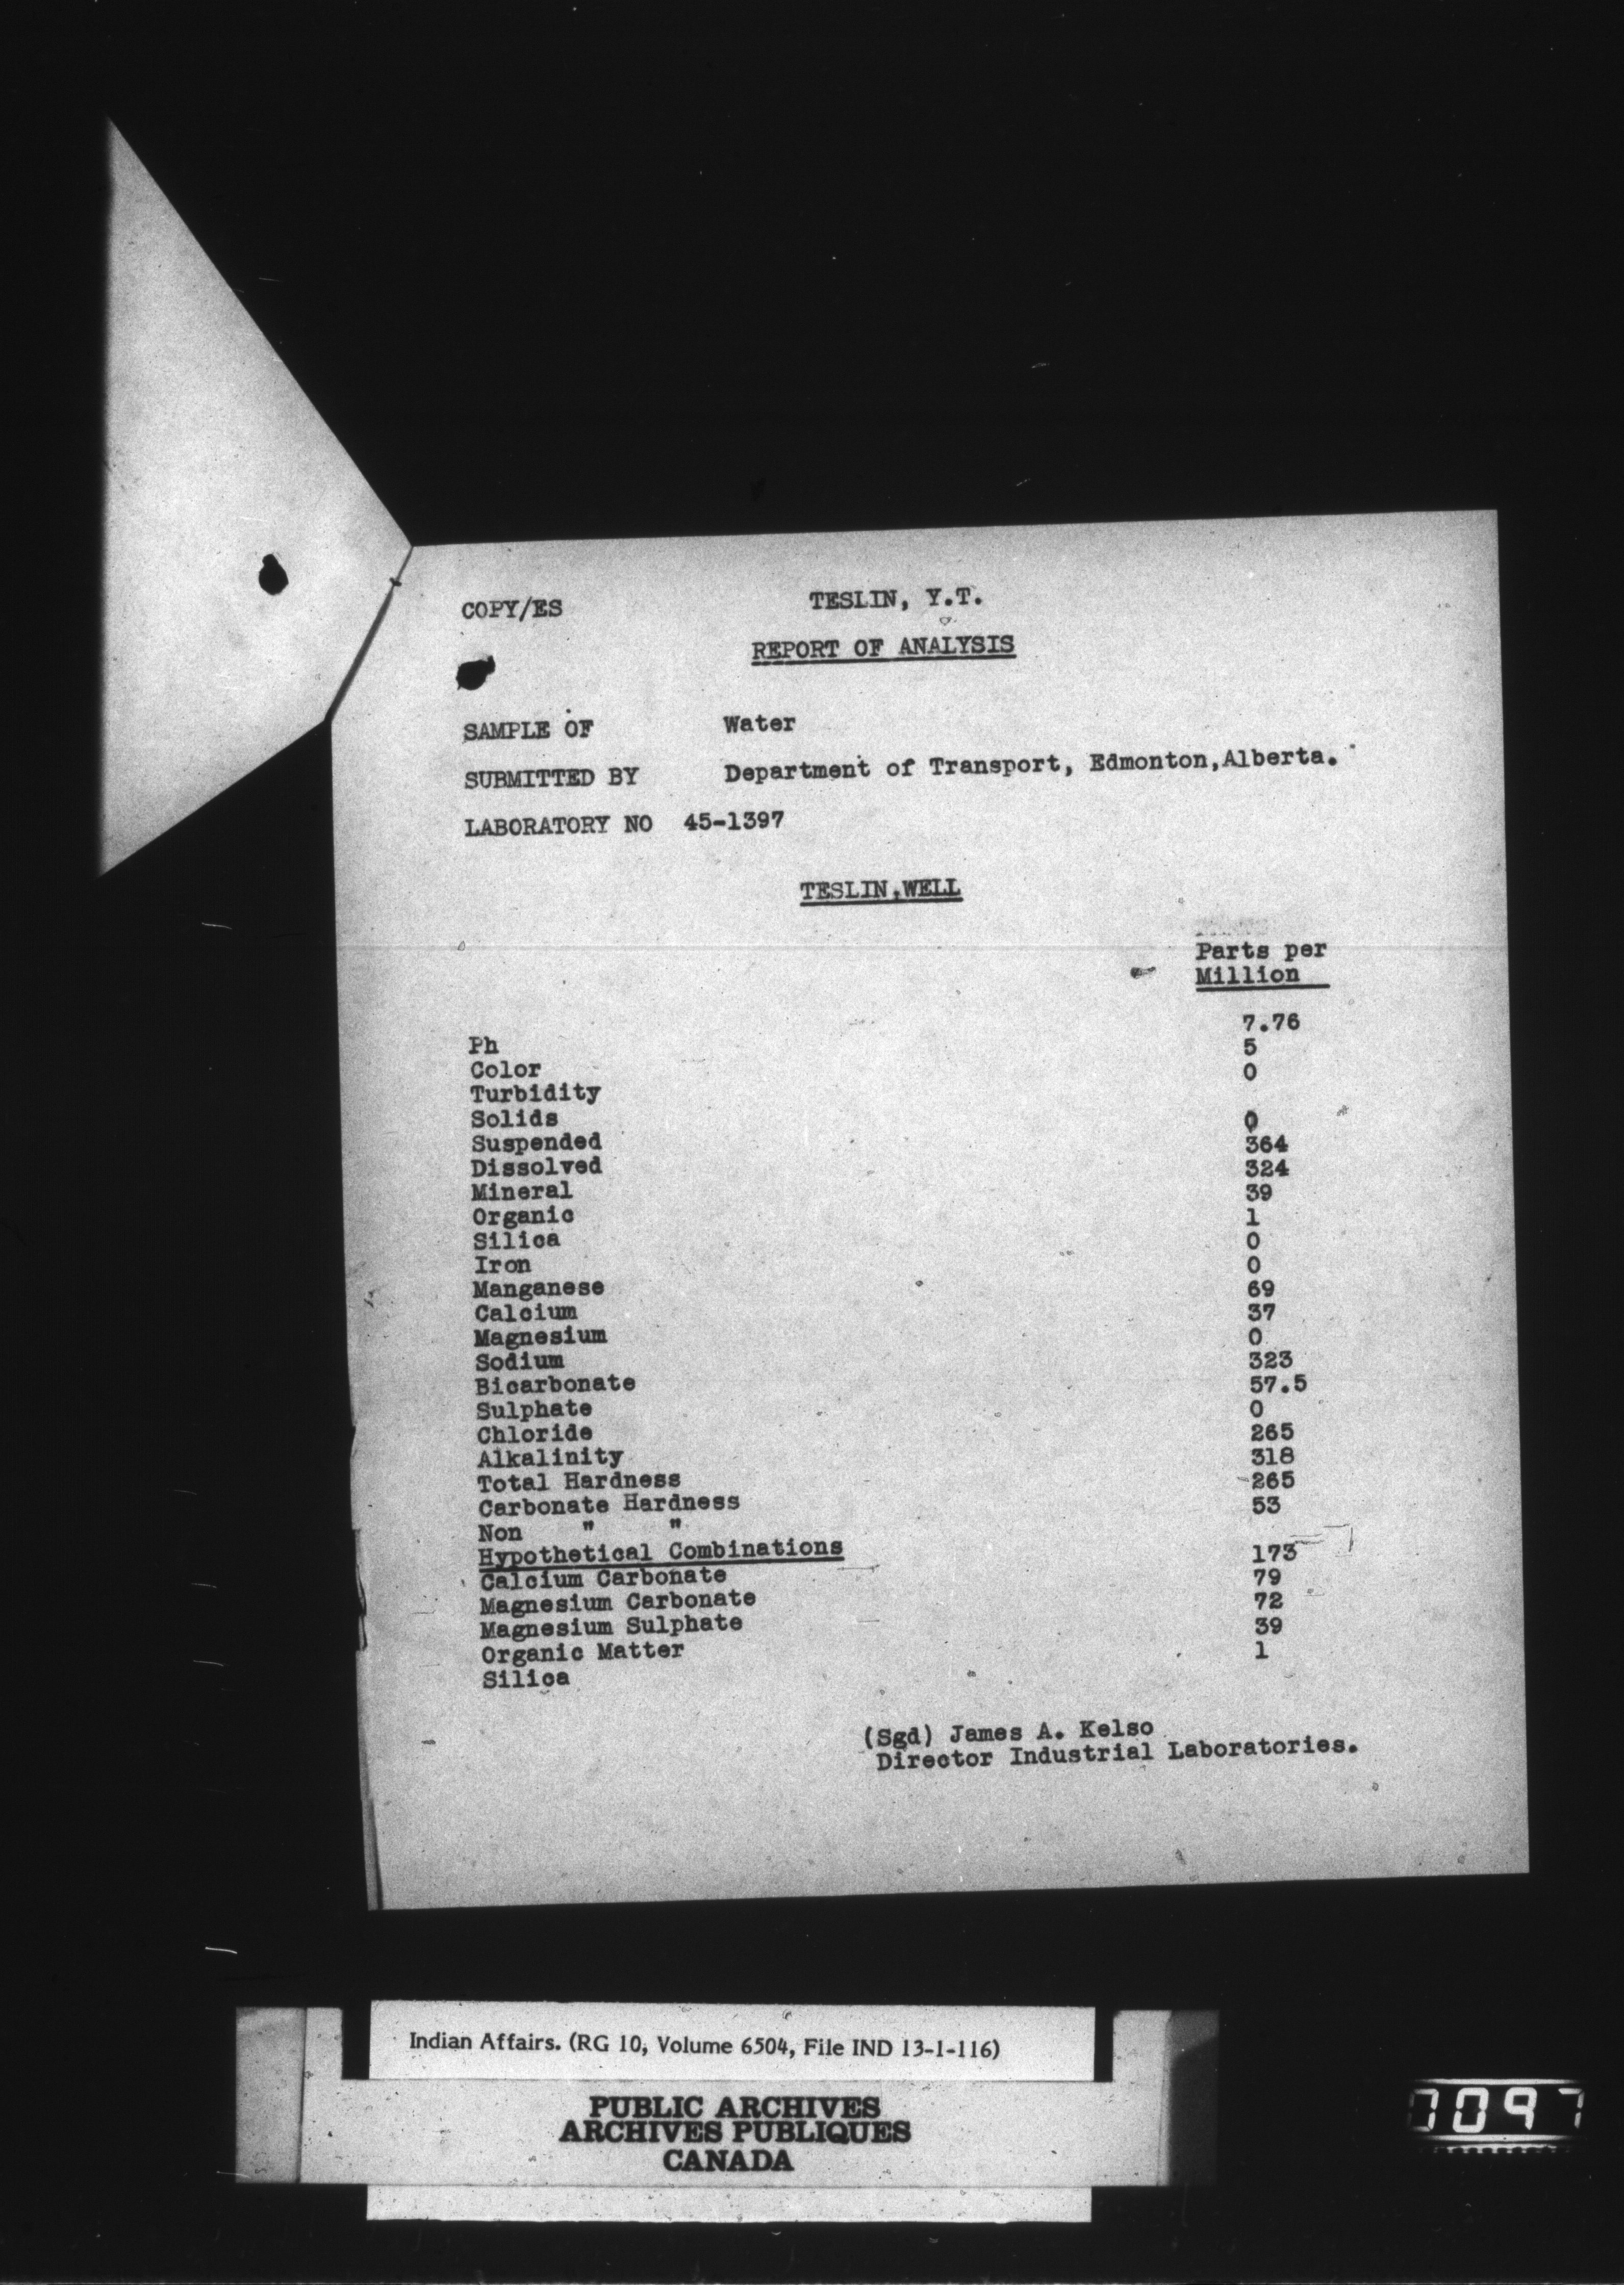 COPY/ES TESLIN, Y.T.
REPORT OF ANALYSIS
SAMPLE OF Water
SUBMITTED BY Department of Transport, Edmonton,Alberta.
LABORATORY NO 45-1397
TESLIN,WELL
Parts per
Million
Ph 7.76
Color 5
Turbidity 0
Solids
Suspended 0
Dissolved 364
Mineral 324
Organic 39
Silica 1
Iron 0
Manganese 0
Calcium 69
Magnesium 37
Sodium 0
Bicarbonate 323
Sulphate 57.5
Chloride 0
Alkalinity 265
Total Hardness 318
Carbonate Hardness 265
Non " " 53
Hypothetical Combinations
Calcium Carbonate 173
Magnesium Carbonate 79
Magnesium Sulphate 72
Organic Matter 39
Silica 1
(Sgd) James A. Kelso
Director Industrial Laboratories.
Indian Affairs. (RG 10, Volume 6504, File IND 13-1-116)
PUBLIC ARCHIVES
ARCHIVES PUBLIQUES
CANADA
7097